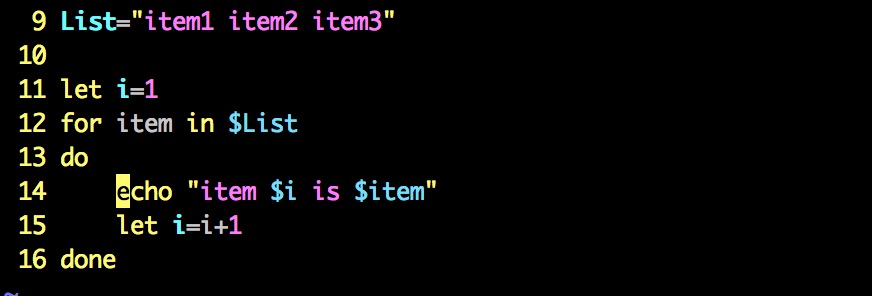 9 List="item1 item2 item3"
10
11 let i=1
12 for item in $List
13 do
14     echo "item $i is $item"
15     let i=i+1
16 done
~